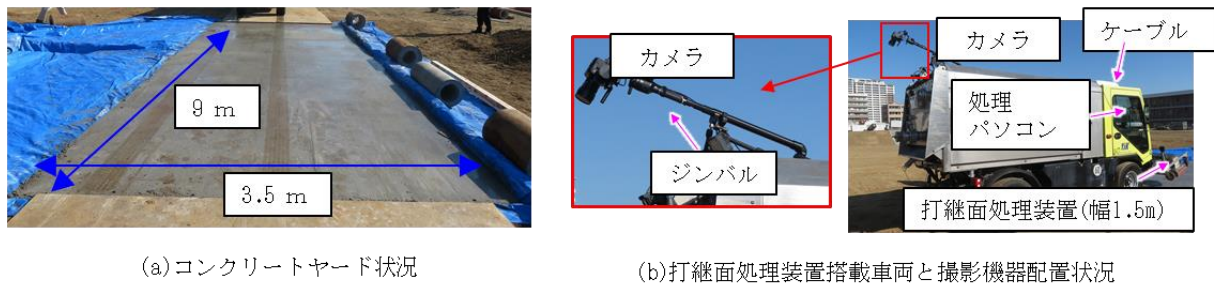 9 m
3.5 m
(a)コンクリートヤード状況
カメラ
ジンバル
カメラ
ケーブル
処理
パソコン
打継面処理装置(幅1.5m)
(b)打継面処理装置搭載車両と撮影機器配置状況